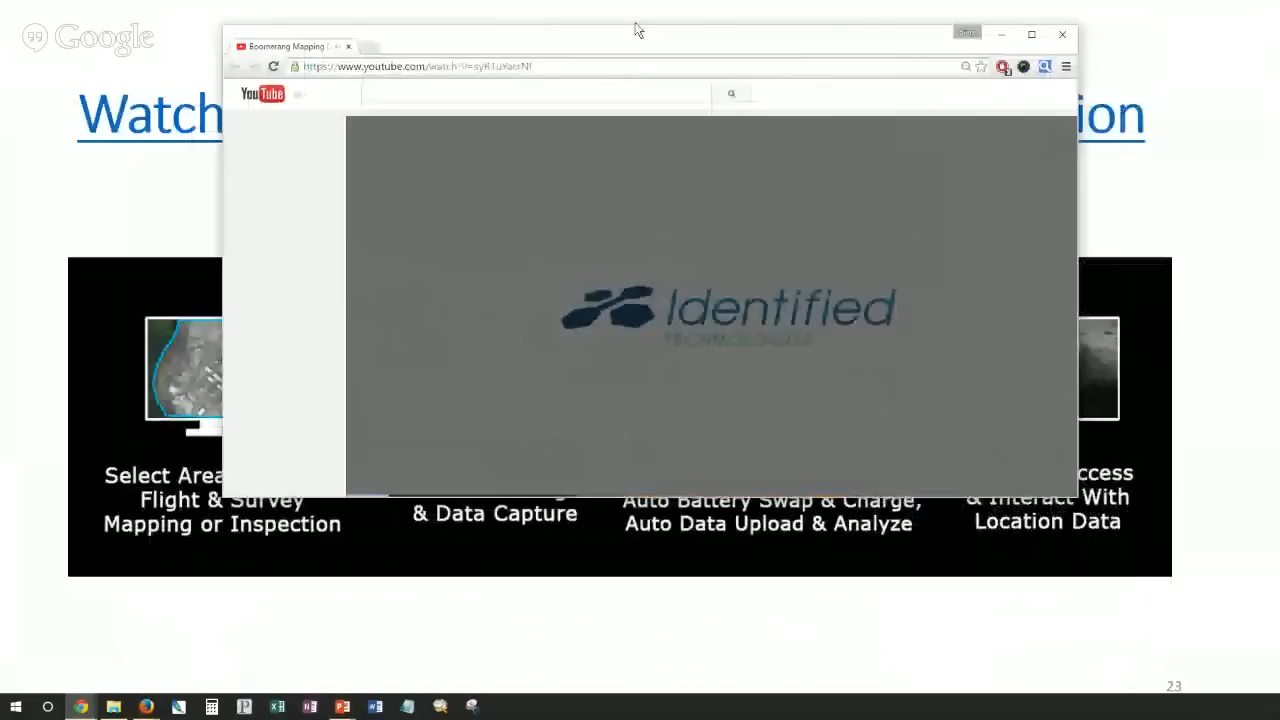 Google
Boomerang Mapping
https://www.youtube.com/watch?v=
YouTube
Watch
ion
Identified
TECHNOLOGIES
Select Area
Flight & Survey
Mapping or Inspection
& Data Capture
Auto Battery Swap & Charge,
Auto Data Upload & Analyze
ccess
& Interact With
Location Data
23